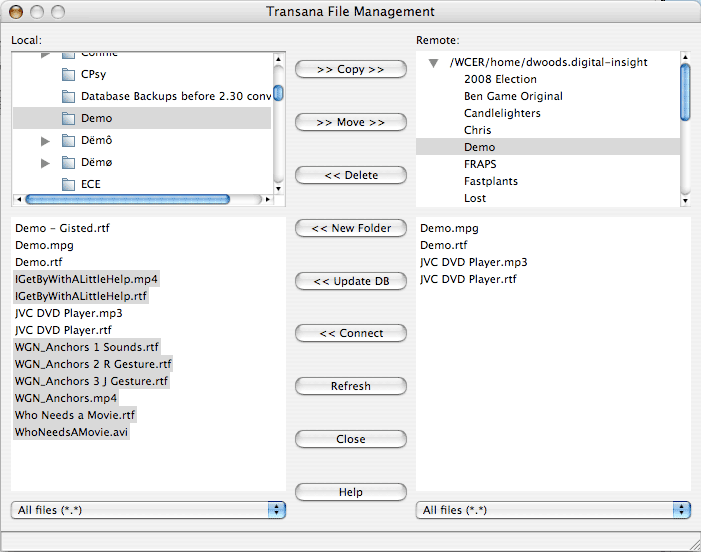 Transana File Management
Local:
Remote:
CPsy
Database Backups before 2.30 conv
Demo
Dëmô
Dëmø
ECE
>> Copy >>
>> Move >>
<< Delete
<< New Folder
<< Update DB
<< Connect
Refresh
Close
Help
/WCER/home/dwoods.digital-insight
2008 Election
Ben Game Original
Candlelighters
Chris
Demo
FRAPS
Fastplants
Lost
Demo - Gisted.rtf
Demo.mpg
Demo.rtf
IGetByWithALittleHelp.mp4
IGetByWithALittleHelp.rtf
JVC DVD Player.mp3
JVC DVD Player.rtf
WGN_Anchors 1 Sounds.rtf
WGN_Anchors 2 R Gesture.rtf
WGN_Anchors 3 J Gesture.rtf
WGN_Anchors.mp4
Who Needs a Movie.rtf
WhoNeedsAMovie.avi
Demo.mpg
Demo.rtf
JVC DVD Player.mp3
JVC DVD Player.rtf
All files (*.*)
All files (*.*)